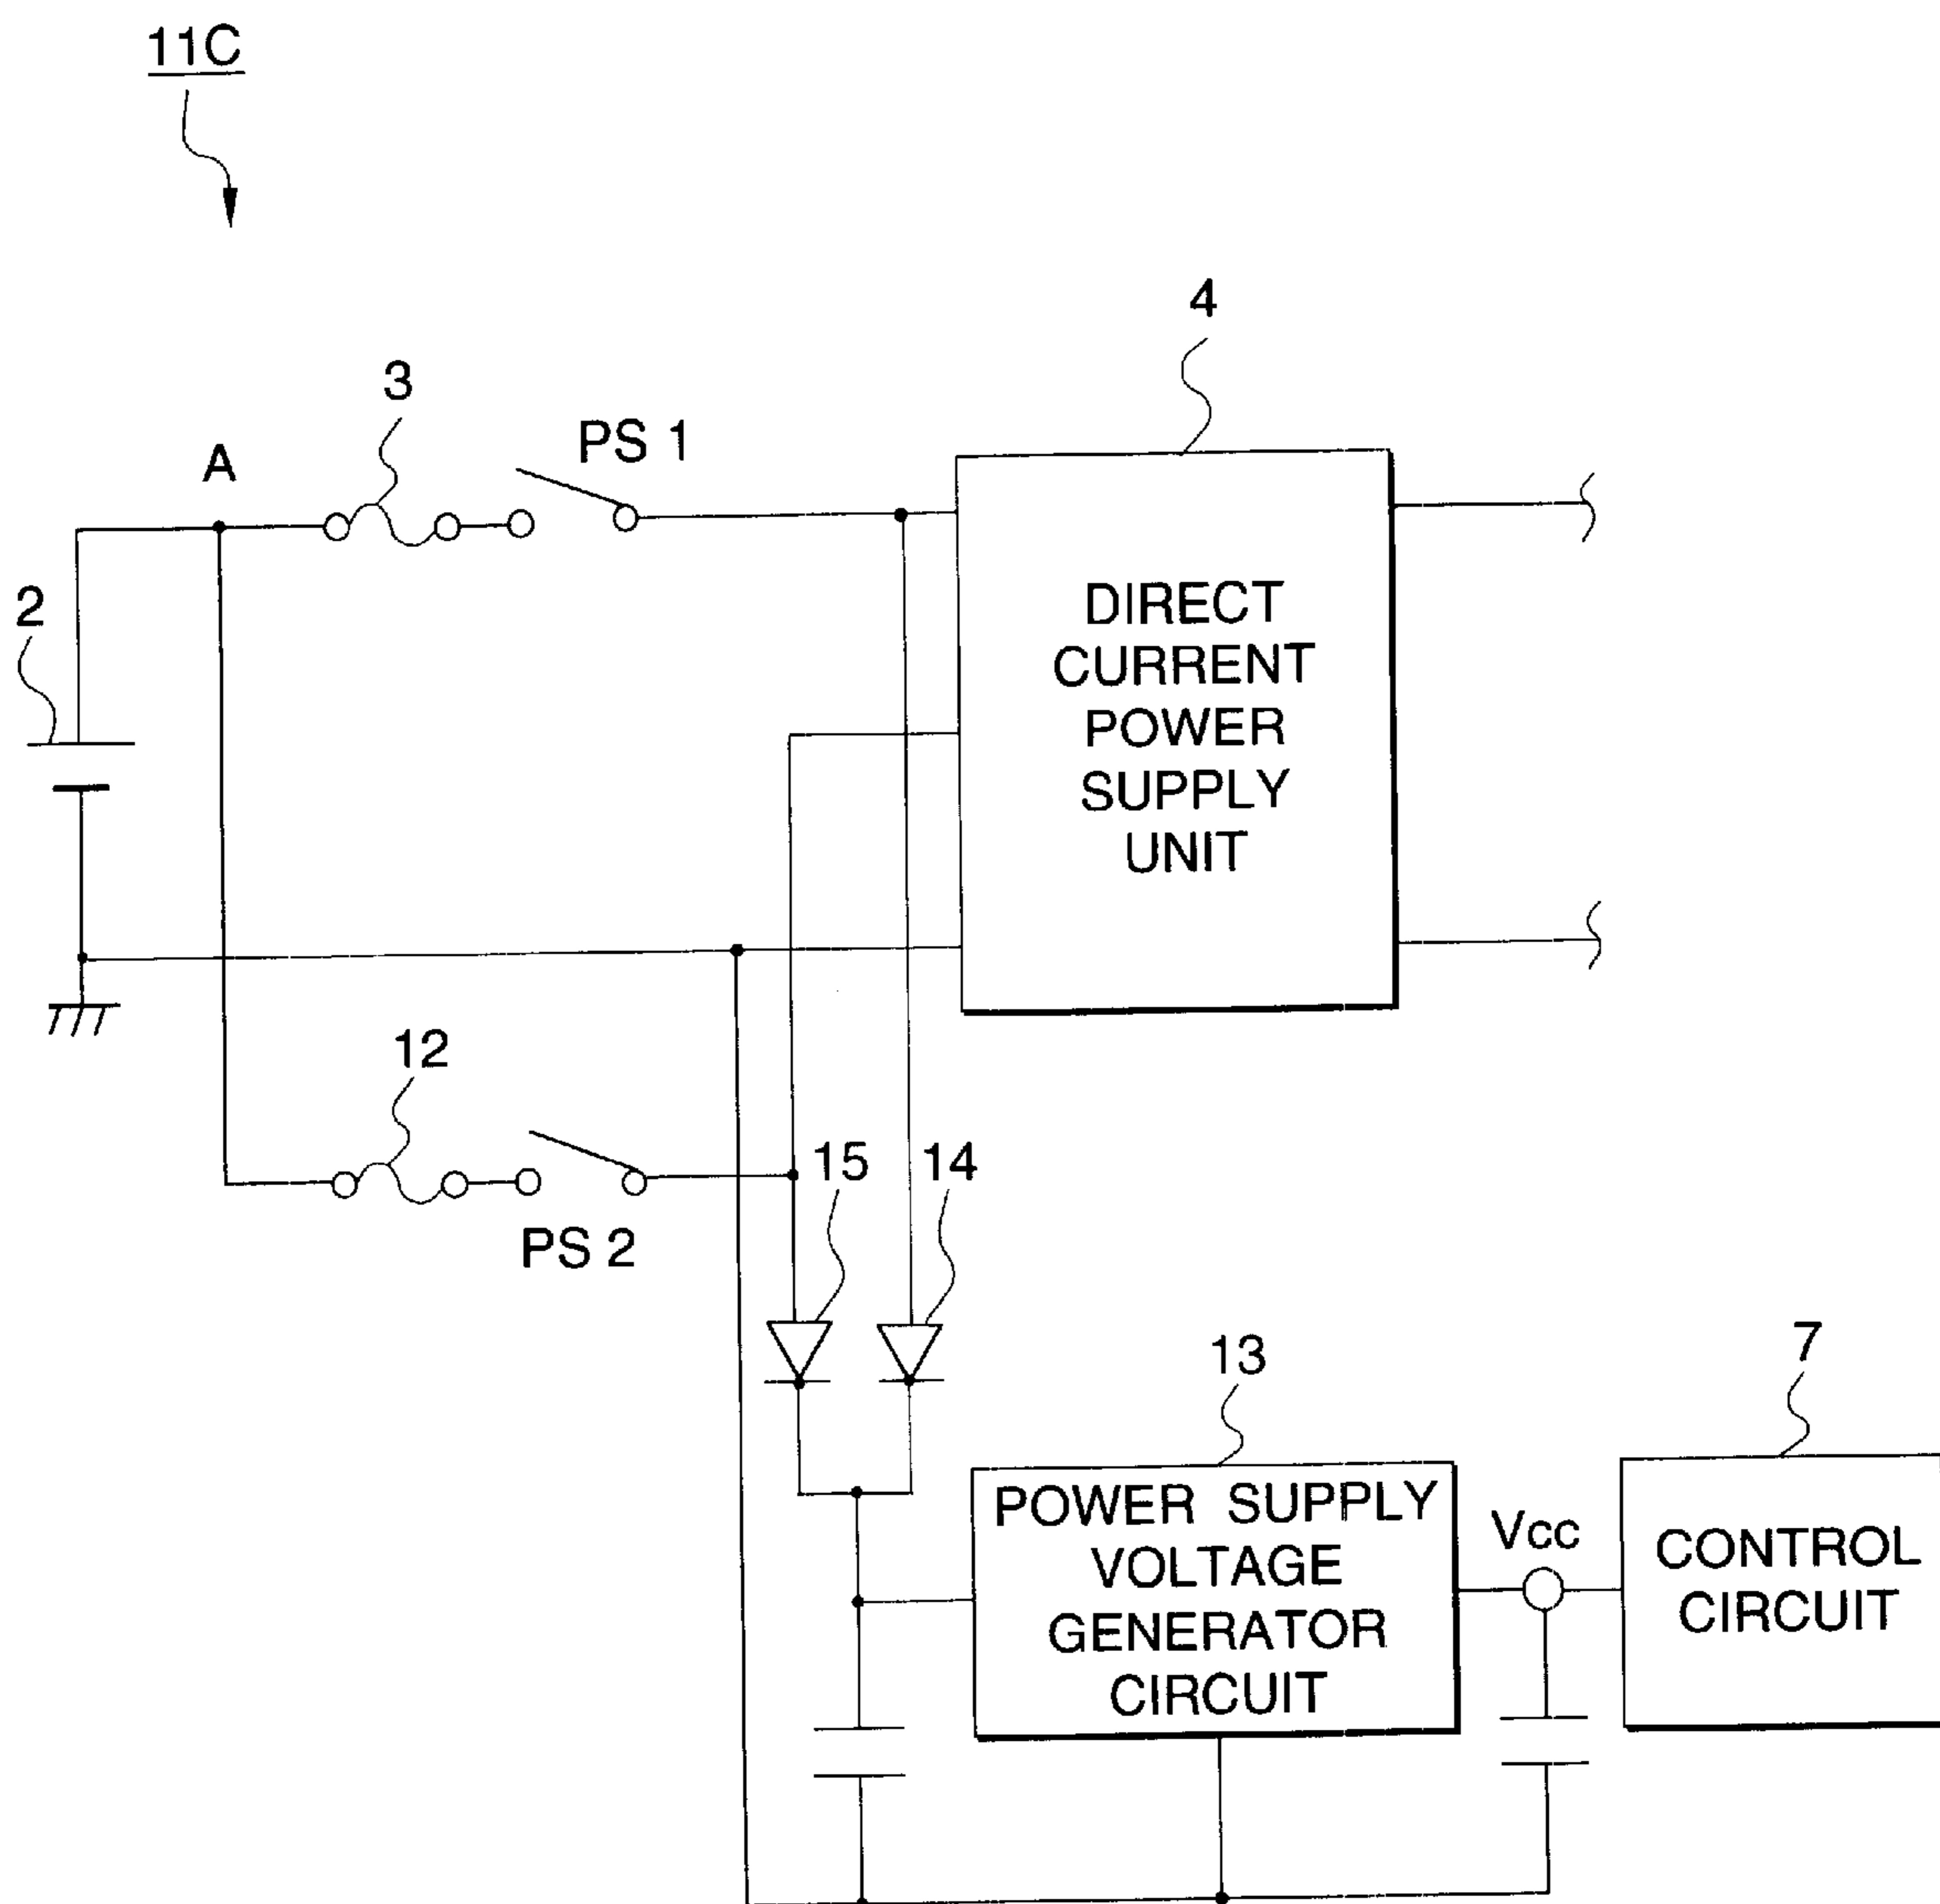 11C
4
3
PS 1
A
DIRECT
CURRENT
POWER
SUPPLY
UNIT
2
12
15
14
PS 2
13
7
POWER SUPPLY
VOLTAGE
GENERATOR
CIRCUIT
Vcc
CONTROL
CIRCUIT